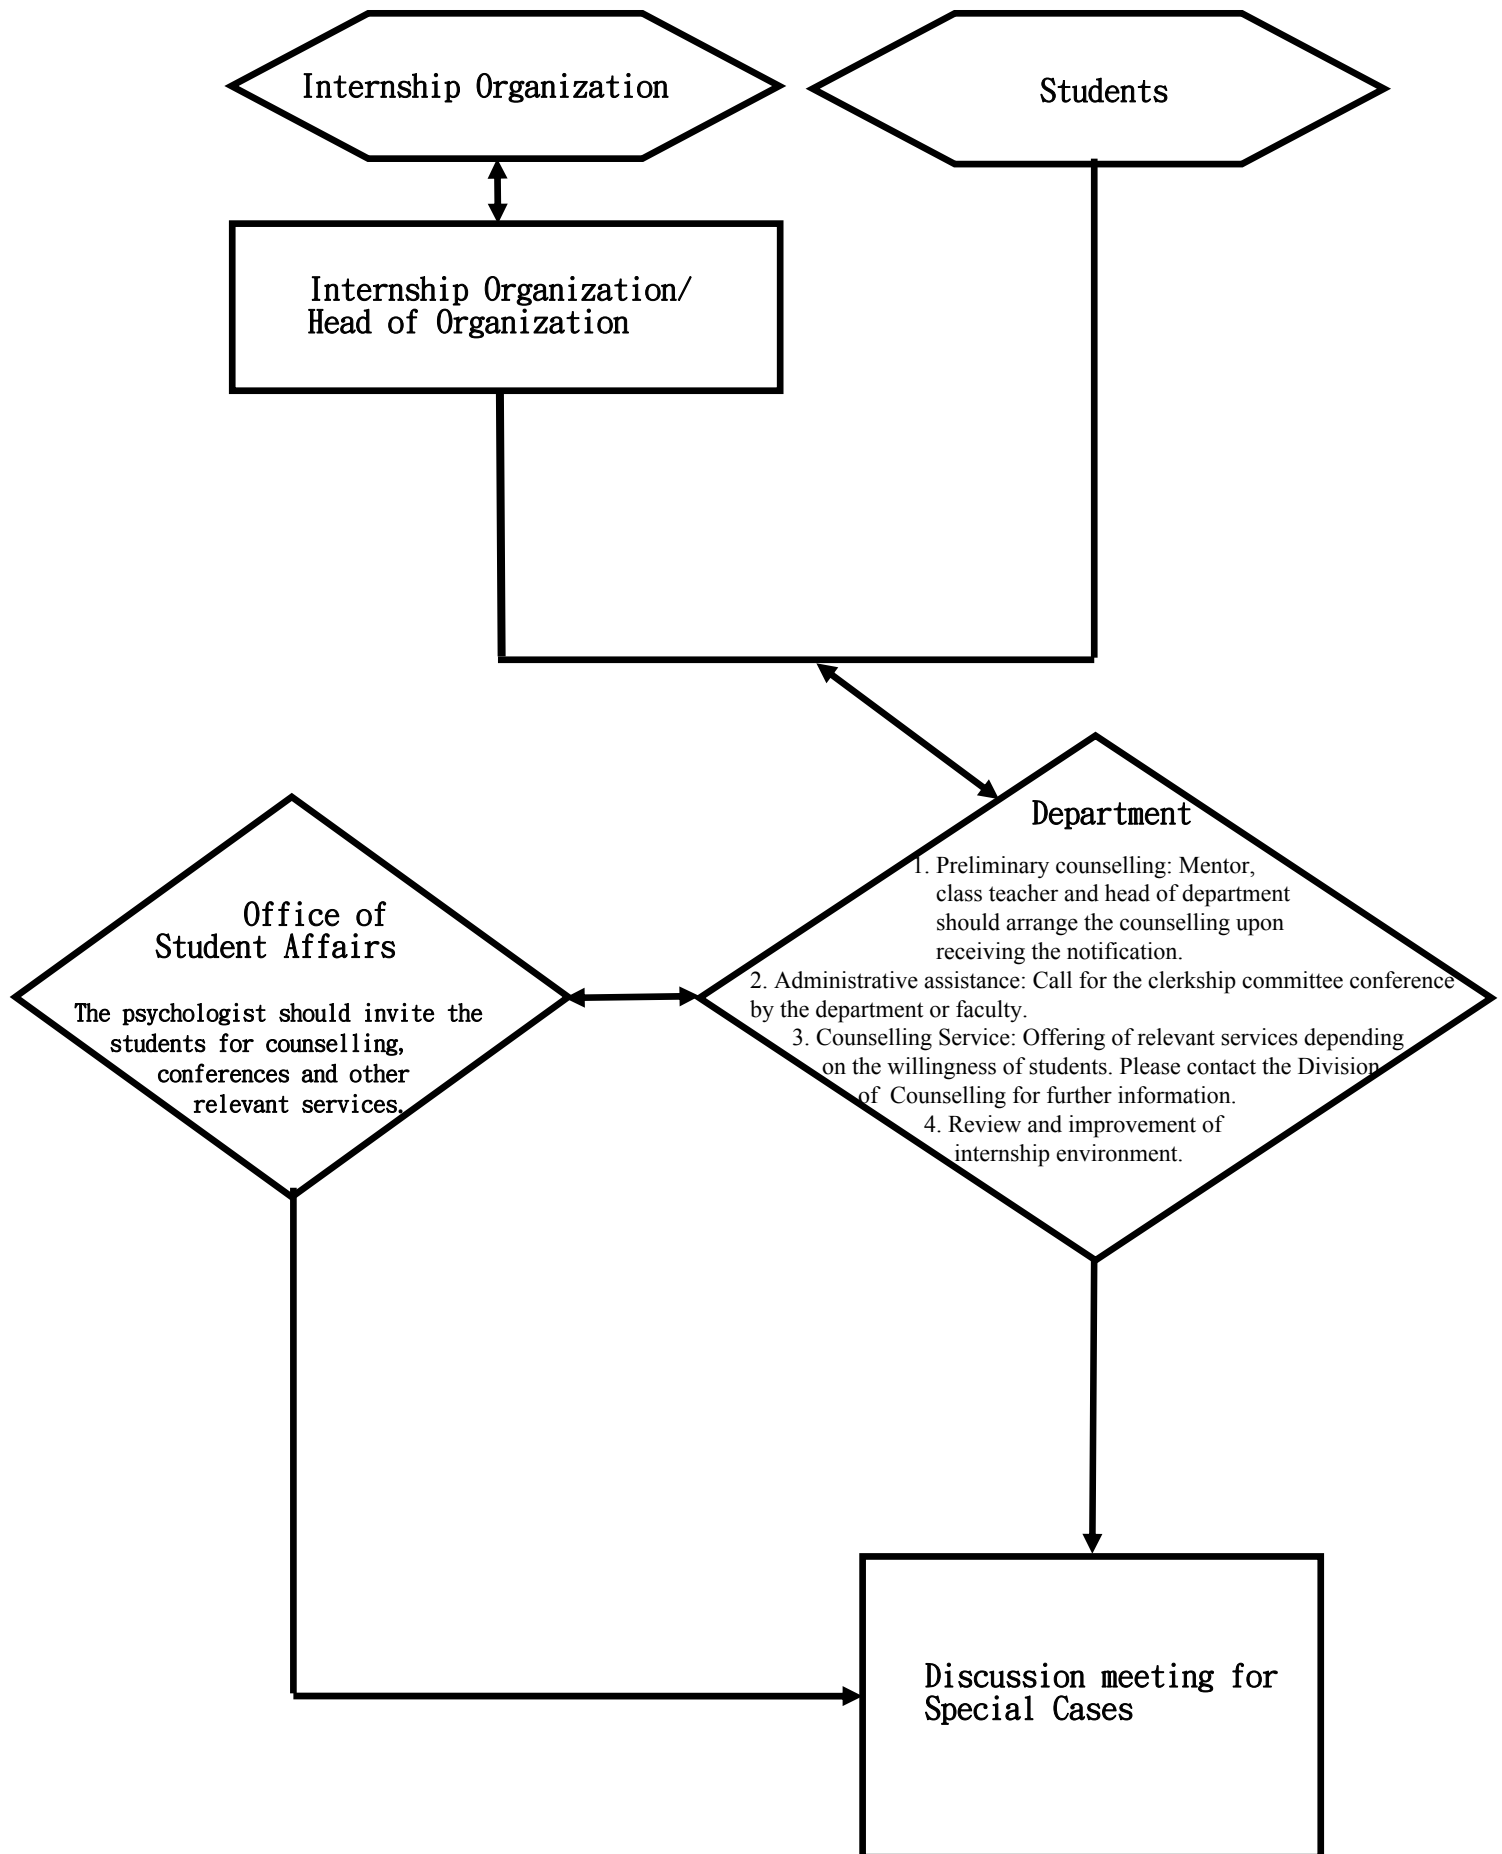 Internship Organization
Students
Internship Organization/
Head of Organization
Department
1. Preliminary counselling: Mentor,
class teacher and head of department
should arrange the counselling upon
receiving the notification.
2. Administrative assistance: Call for the clerkship committee conference
by the department or faculty.
3. Counselling Service: Offering of relevant services depending
on the willingness of students. Please contact the Division
of Counselling for further information.
4. Review and improvement of
internship environment.
Office of
Student Affairs
The psychologist should invite the
students for counselling,
conferences and other
relevant services.
Discussion meeting for
Special Cases